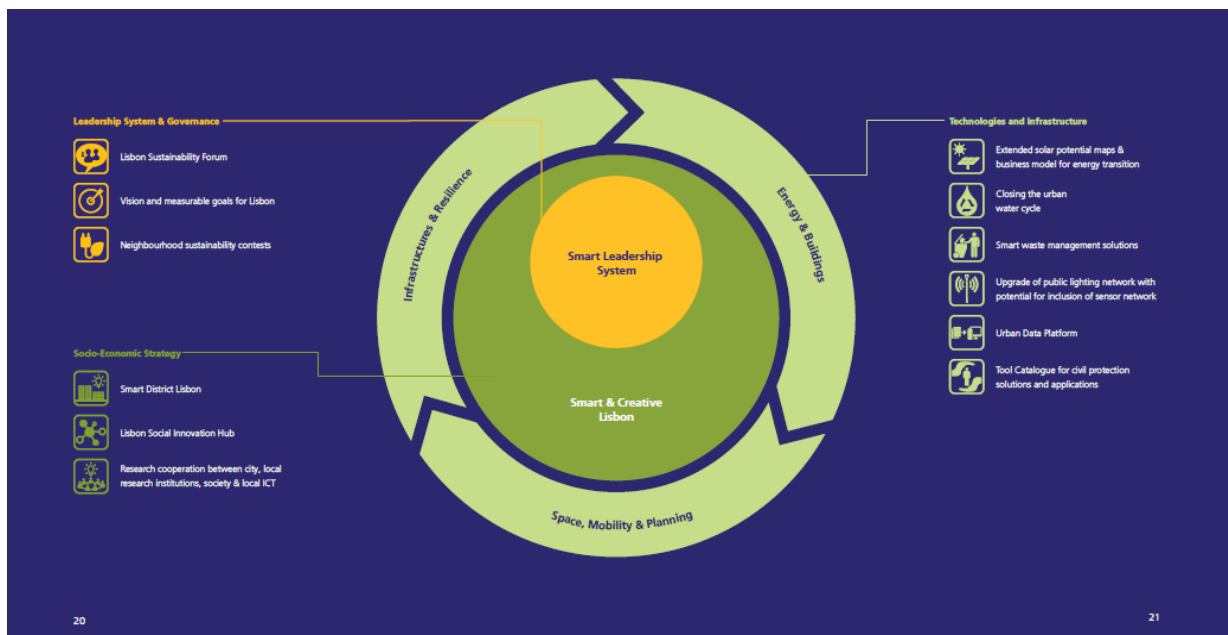 Leadership System & Governance
Lisbon Sustainability Forum
Vision and measurable goals for Lisbon
Neighbourhood sustainability contests
Socio-Economic Strategy
Smart District Lisbon
Lisbon Social Innovation Hub
Research cooperation between city, local
research institutions, society & local ICT
Infrastructures & Resilience
Energy & Buildings
Space, Mobility & Planning
Smart Leadership
System
Smart & Creative
Lisbon
Technologies and Infrastructure
Extended solar potential maps &
business model for energy transition
Closing the urban
water cycle
Smart waste management solutions
Upgrade of public lighting network with
potential for inclusion of sensor network
Urban Data Platform
Tool Catalogue for civil protection
solutions and applications
20
21